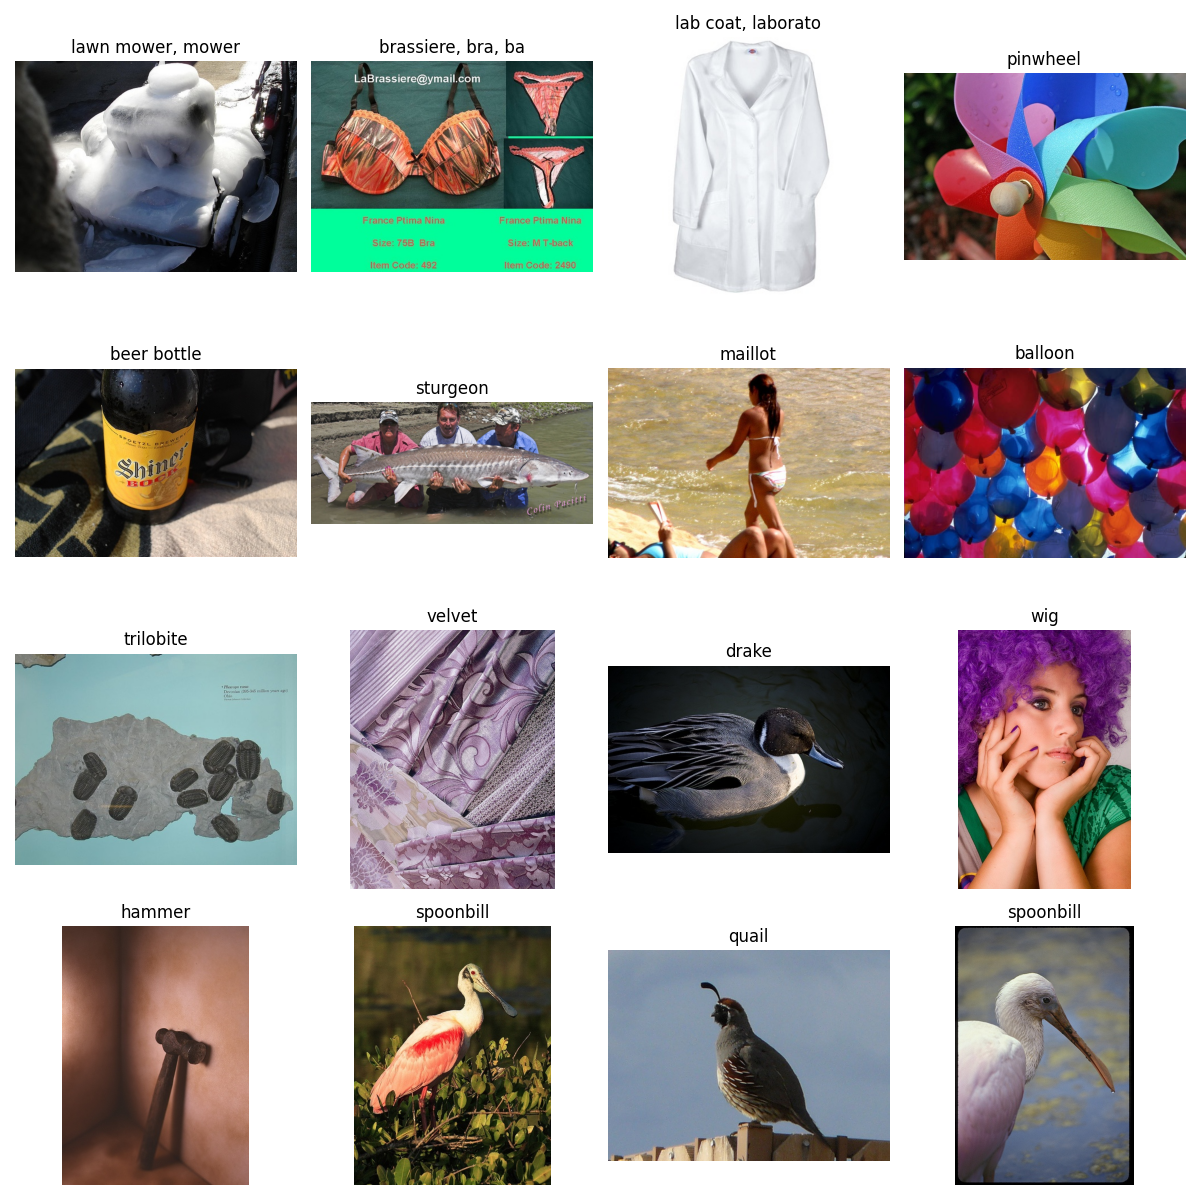 lawn mower, mower
brassiere, bra, ba
lab coat, laborato
pinwheel
LaBrassiere@ymail.com
France Ptima Nina
Size: 75B Bra
Item Code: 492
France Ptima Nina
Size: M T-back
Item Code: 2490
beer bottle
sturgeon
maillot
balloon
Shiner
BOCK
Colin Pacitti
trilobite
velvet
drake
wig
hammer
spoonbill
quail
spoonbill